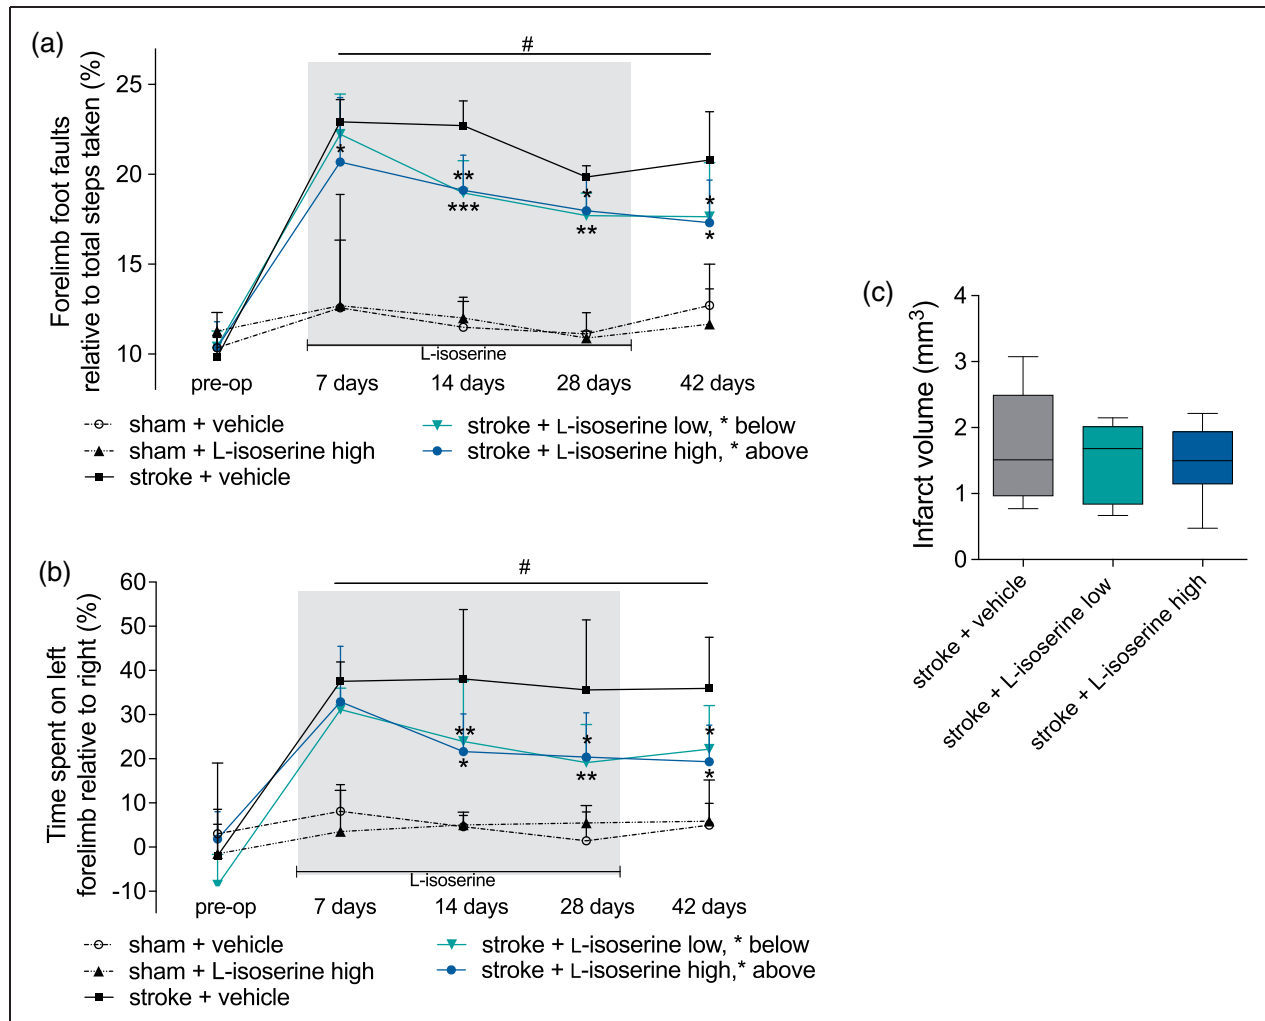 (a)
#
Forelimb foot faults
relative to total steps taken (%)
25
20
15
10
*
**
***
*
**
*
*
L-isoserine
pre-op 7 days 14 days 28 days 42 days
sham + vehicle
sham + L-isoserine high
stroke + vehicle
stroke + L-isoserine low, * below
stroke + L-isoserine high, * above
(b)
#
Time spent on left
forelimb relative to right (%)
60
50
40
30
20
10
0
-10
**
*
*
**
*
*
L-isoserine
pre-op 7 days 14 days 28 days 42 days
sham + vehicle
sham + L-isoserine high
stroke + vehicle
stroke + L-isoserine low, * below
stroke + L-isoserine high,* above
(c)
Infarct volume (mm³)
4
3
2
1
0
stroke + vehicle
stroke + L-isoserine low
stroke + L-isoserine high